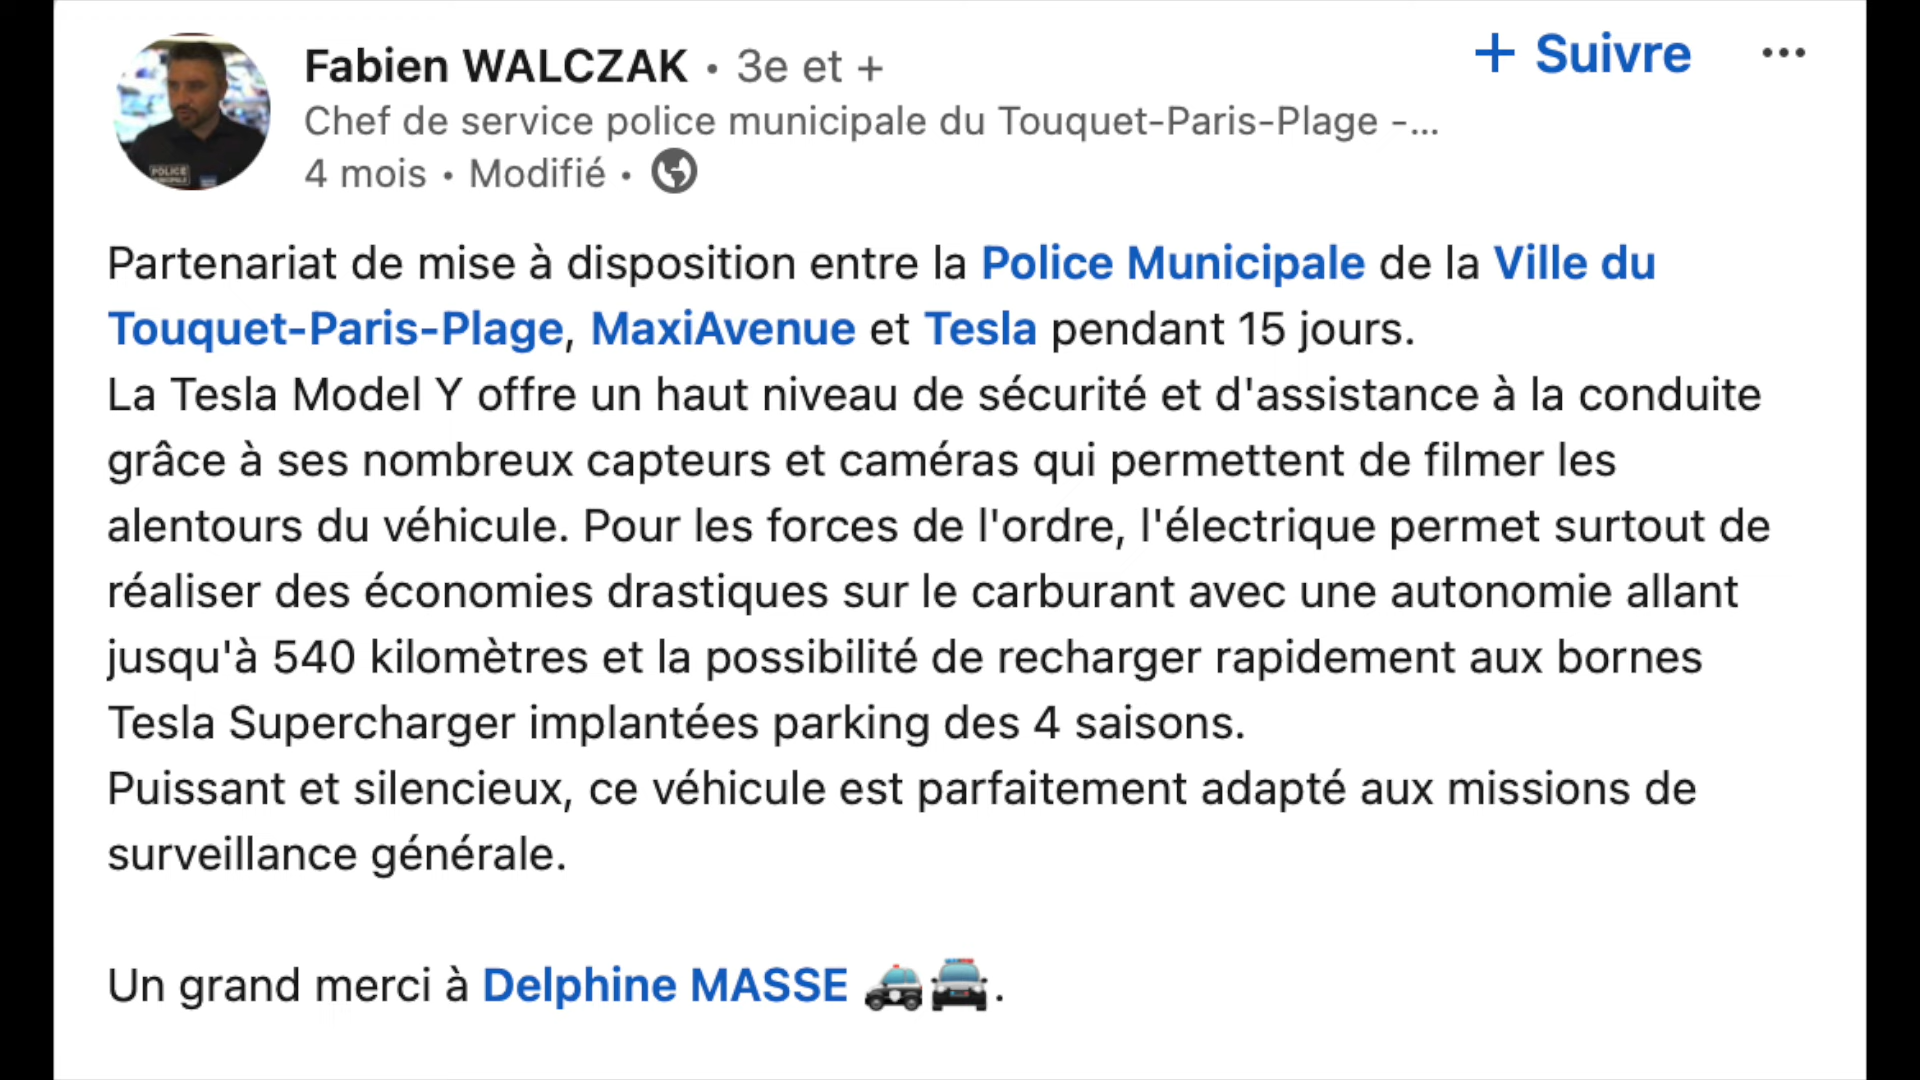 Fabien WALCZAK • 3e et +
+ Suivre
Chef de service police municipale du Touquet-Paris-Plage -...
4 mois • Modifié •
POLICE
Partenariat de mise à disposition entre la Police Municipale de la Ville du
Touquet-Paris-Plage, MaxiAvenue et Tesla pendant 15 jours.
La Tesla Model Y offre un haut niveau de sécurité et d'assistance à la conduite
grâce à ses nombreux capteurs et caméras qui permettent de filmer les
alentours du véhicule. Pour les forces de l'ordre, l'électrique permet surtout de
réaliser des économies drastiques sur le carburant avec une autonomie allant
jusqu'à 540 kilomètres et la possibilité de recharger rapidement aux bornes
Tesla Supercharger implantées parking des 4 saisons.
Puissant et silencieux, ce véhicule est parfaitement adapté aux missions de
surveillance générale.
Un grand merci à Delphine MASSE 🚓🚔.